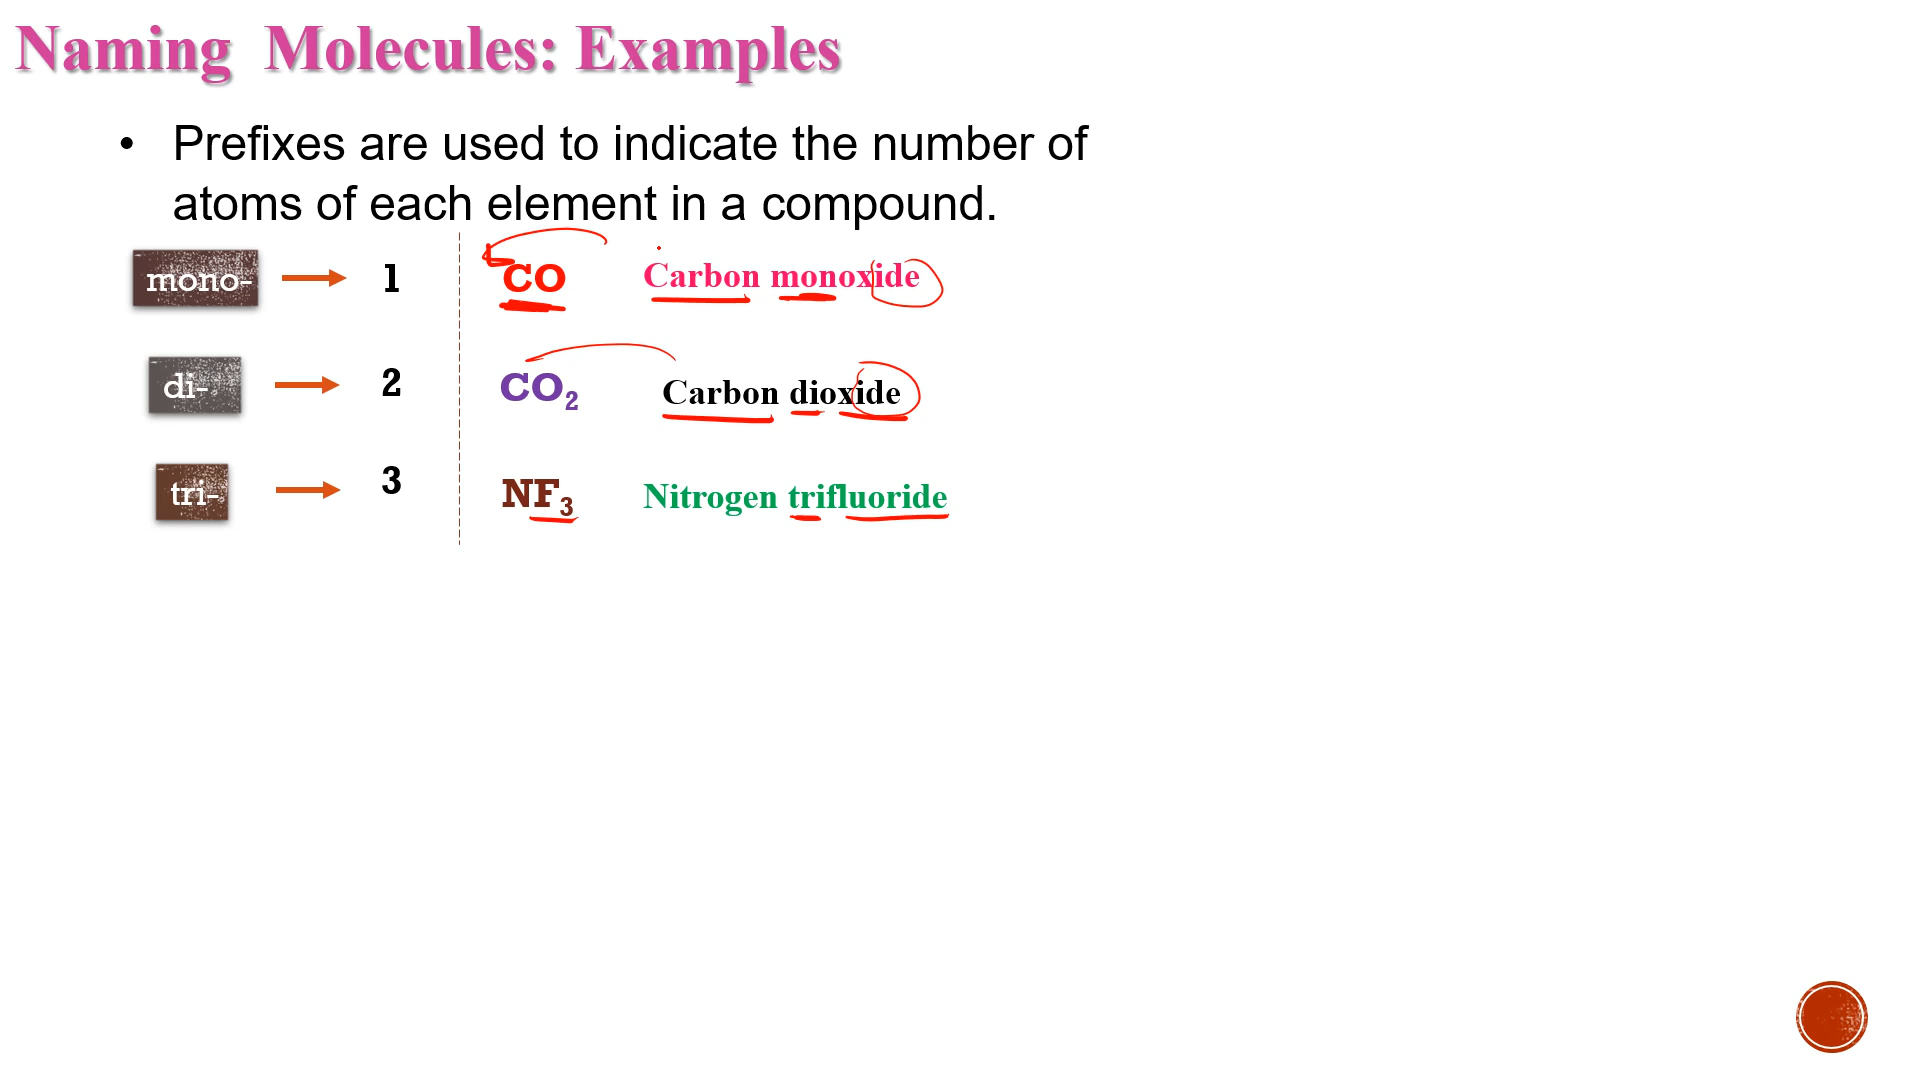 Naming Molecules: Examples
• Prefixes are used to indicate the number of
atoms of each element in a compound.
mono- 1 CO Carbon monoxide
di- 2 CO₂ Carbon dioxide
tri- 3 NF₃ Nitrogen trifluoride